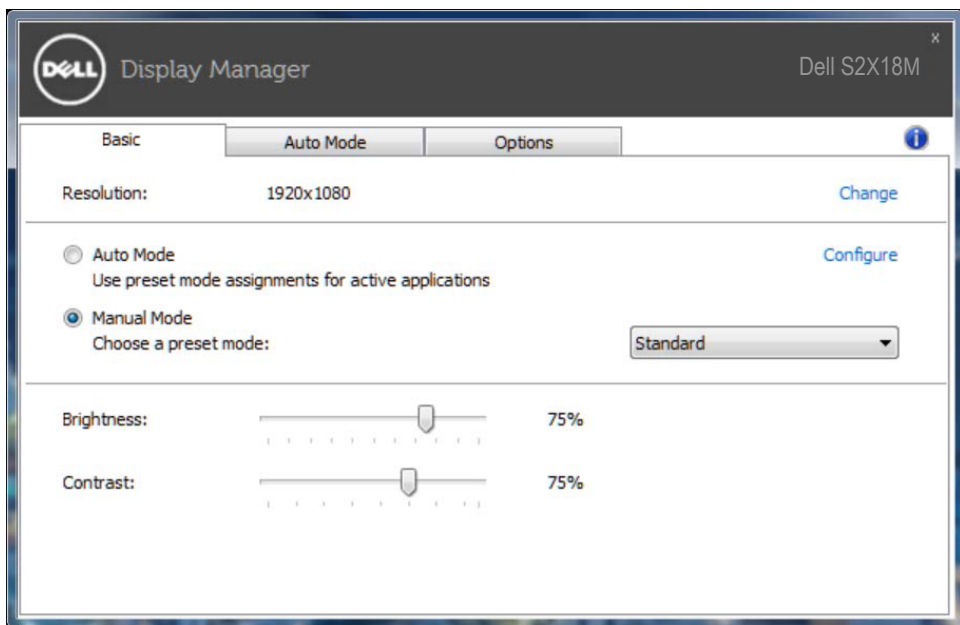 x
DELL Display Manager Dell S2X18M
Basic Auto Mode Options i
Resolution: 1920x1080 Change
Auto Mode Configure
Use preset mode assignments for active applications
Manual Mode
Choose a preset mode: Standard
Brightness: 75%
Contrast: 75%